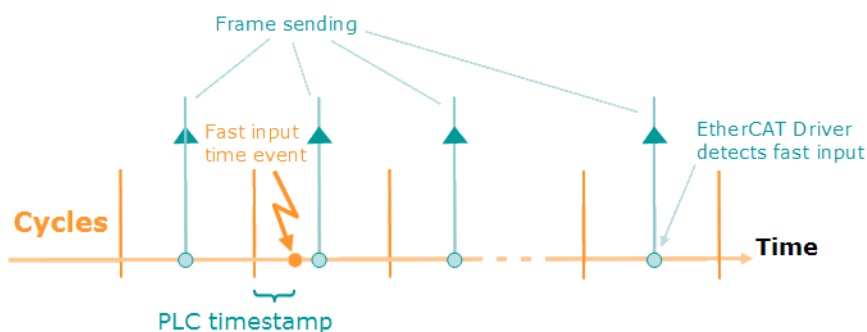 Frame sending
Fast input
time event
EtherCAT Driver
detects fast input
Cycles
Time
PLC timestamp